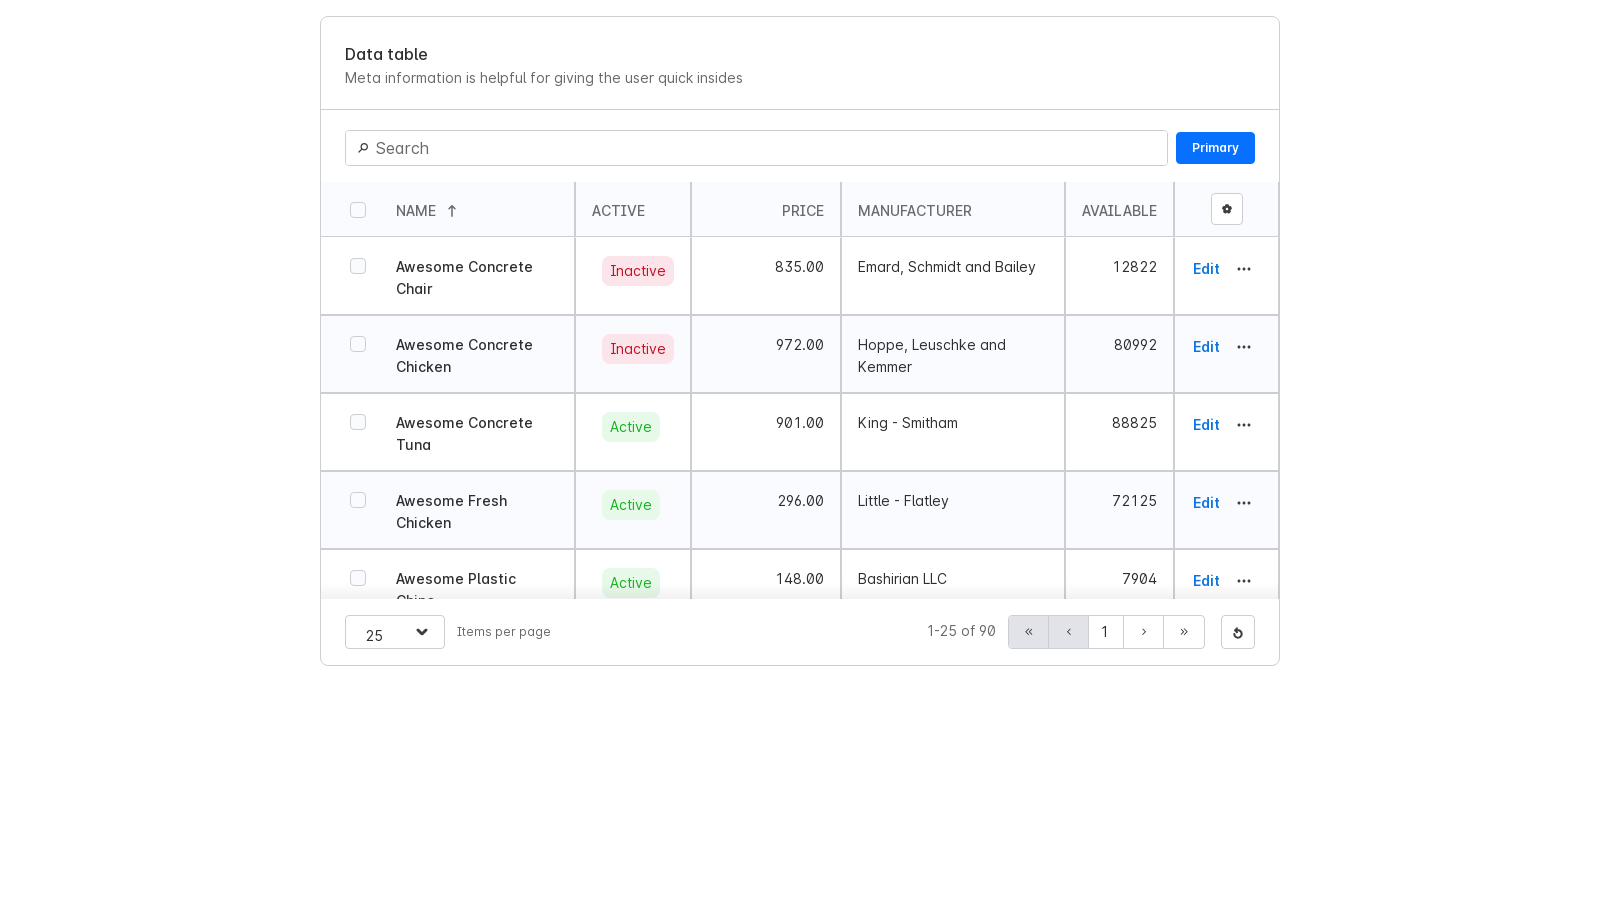 Data table
Meta information is helpful for giving the user quick insides
Search
Primary
NAME ACTIVE PRICE MANUFACTURER AVAILABLE
Awesome Concrete Inactive 835.00 Emard, Schmidt and Bailey 12822 Edit
Chair
Awesome Concrete Inactive 972.00 Hoppe, Leuschke and 80992 Edit
Chicken Kemmer
Awesome Concrete Active 901.00 King - Smitham 88825 Edit
Tuna
Awesome Fresh Active 296.00 Little - Flatley 72125 Edit
Chicken
Awesome Plastic Active 148.00 Bashirian LLC 7904 Edit
25 Items per page 1-25 of 90 « ‹ 1 › »